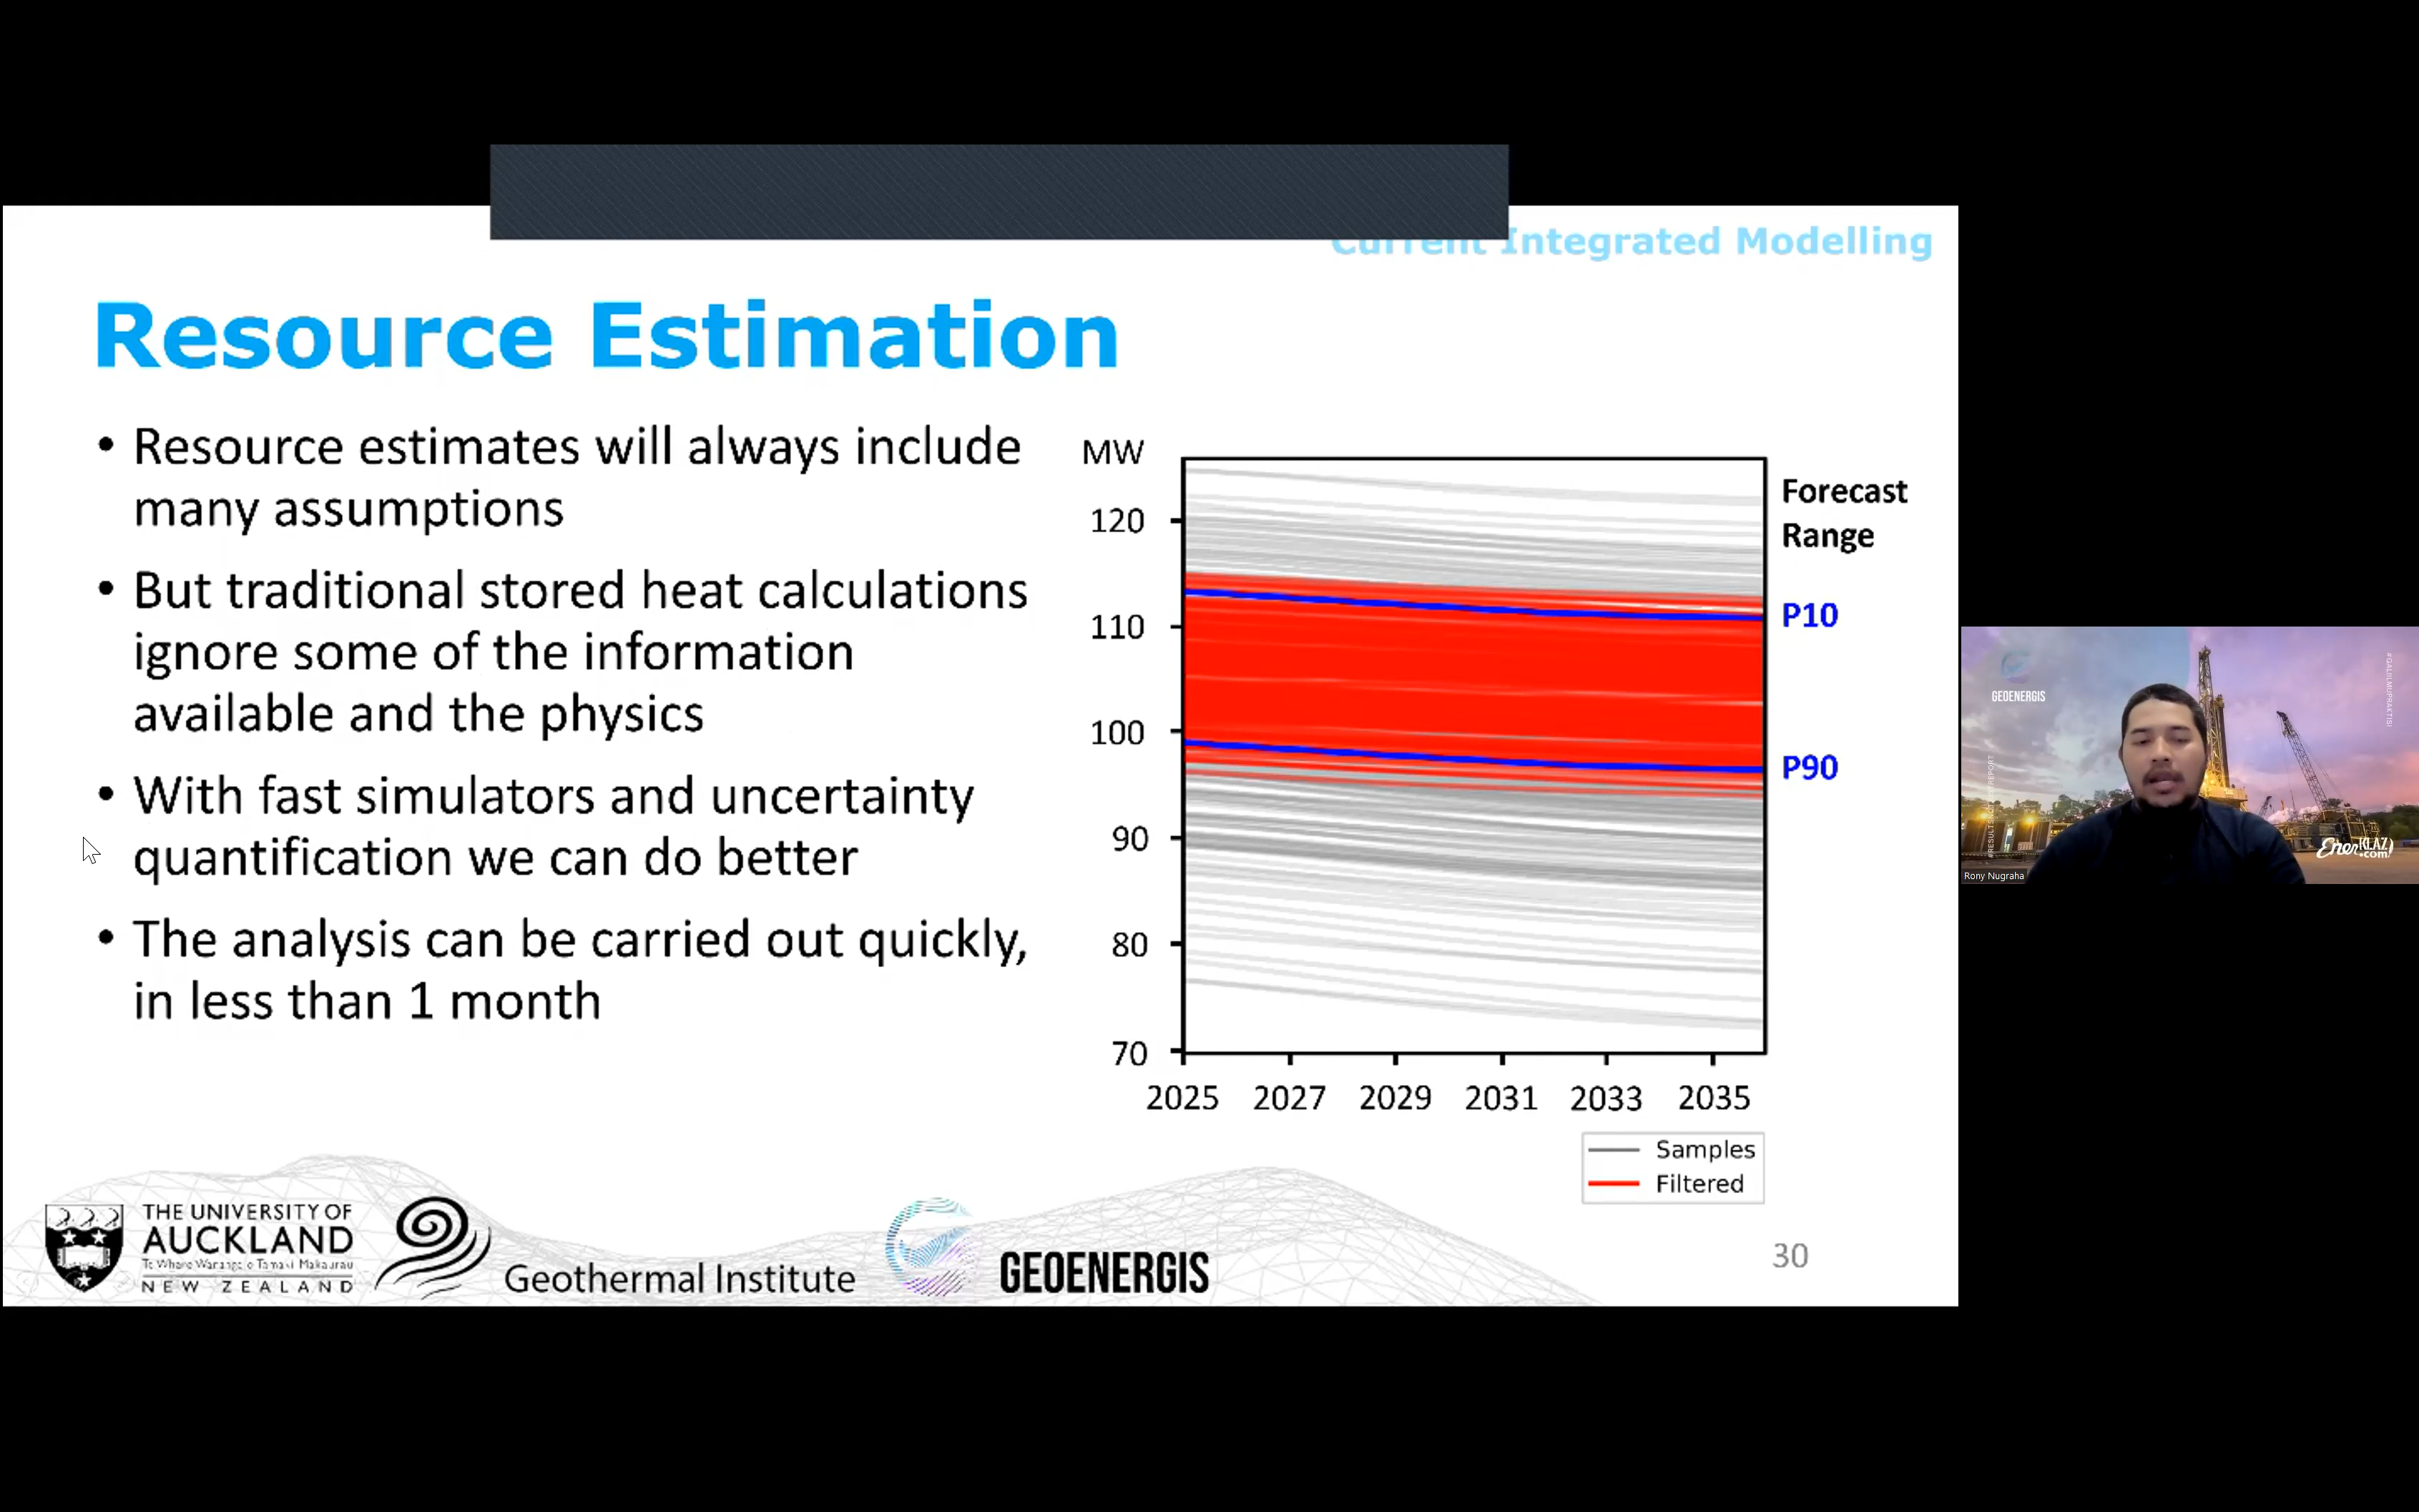 Current Integrated Modelling
Resource Estimation
• Resource estimates will always include
many assumptions
• But traditional stored heat calculations
ignore some of the information
available and the physics
• With fast simulators and uncertainty
quantification we can do better
• The analysis can be carried out quickly,
in less than 1 month
MW
120
110
100
90
80
70
2025 2027 2029 2031 2033 2035
Forecast
Range
P10
P90
Samples
Filtered
THE UNIVERSITY OF
AUCKLAND
Te Whare Wananga o Tamaki Makaurau
NEW ZEALAND
Geothermal Institute
GEOENERGIS
30
GEOENERGIS
#GALIILMUPRAKTISI
EnerKLAZ
.com
Rony Nugraha